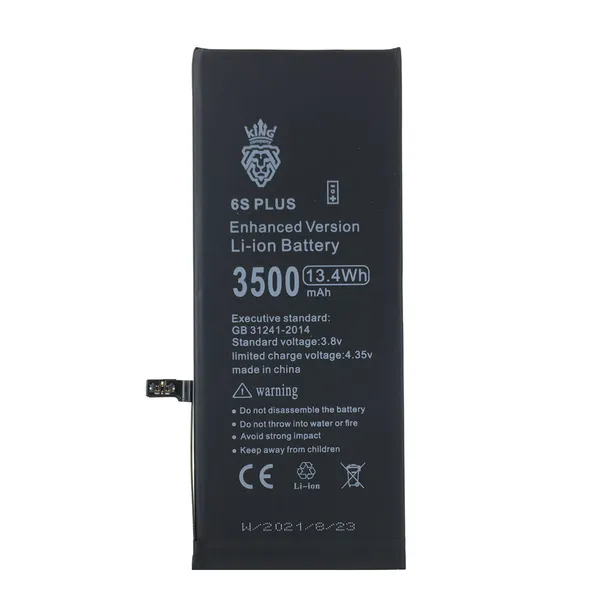 KING
6S PLUS
Enhanced Version
Li-ion Battery
3500 mAh 13.4Wh
Executive standard:
GB 31241-2014
Standard voltage:3.8v
limited charge voltage:4.35v
made in china
warning
Do not disassemble the battery
Do not throw into water or fire
Avoid strong impact
Keep away from children
CE
Li-ion
W/2021/8/23